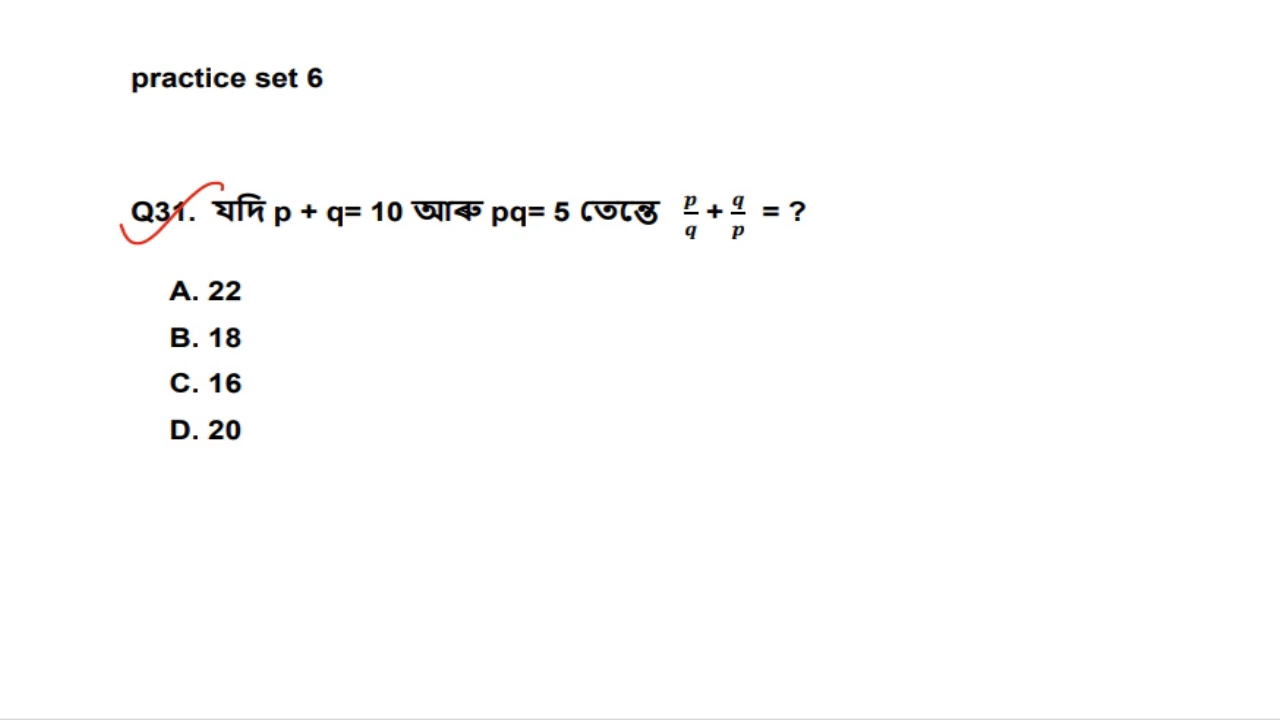 practice set 6
Q31. যদি p + q= 10 আৰু pq= 5 তেন্তে p/q + q/p = ?
A. 22
B. 18
C. 16
D. 20